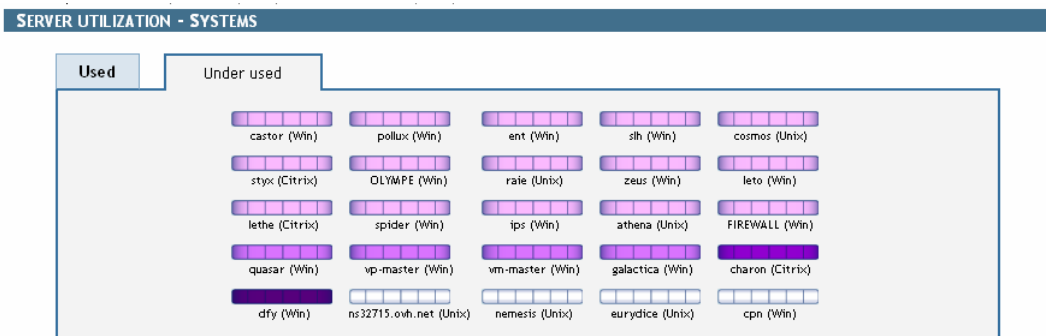 SERVER UTILIZATION - SYSTEMS
Used Under used
castor (Win) pollux (Win) ent (Win) slh (Win) cosmos (Unix)
styx (Citrix) OLYMPE (Win) raie (Unix) zeus (Win) leto (Win)
lethe (Citrix) spider (Win) ips (Win) athena (Unix) FIREWALL (Win)
quasar (Win) vp-master (Win) vm-master (Win) galactica (Win) charon (Citrix)
dfy (Win) ns32715.ovh.net (Unix) nemesis (Unix) eurydice (Unix) cpn (Win)